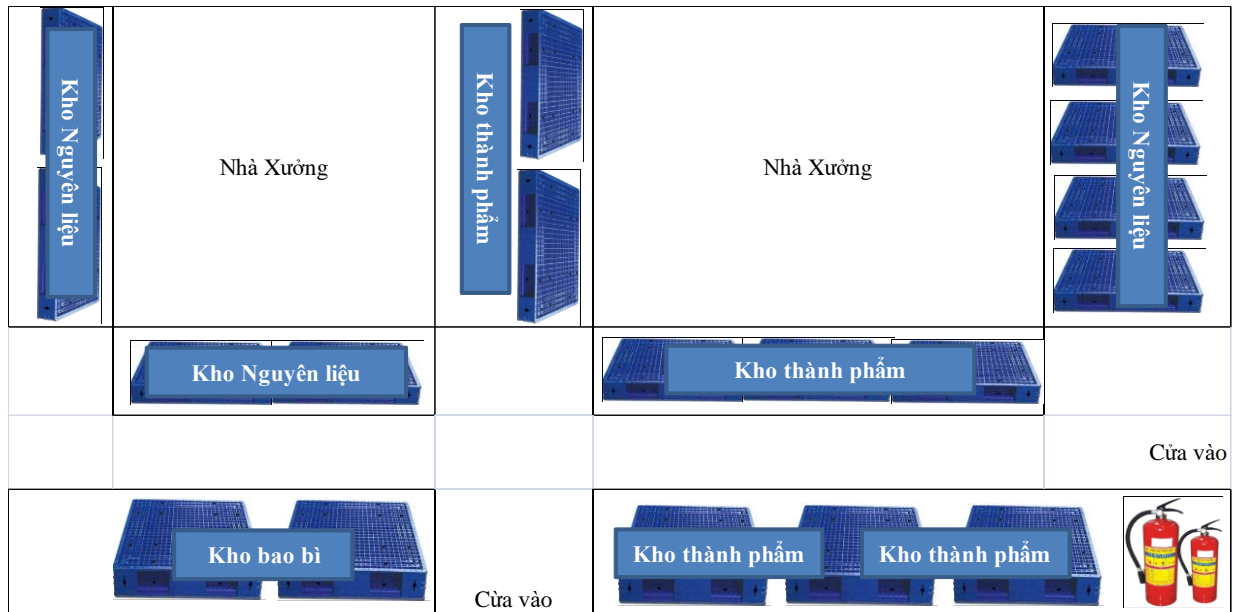 Kho Nguyên liệu
Nhà Xưởng
Kho thành phẩm
Nhà Xưởng
Kho Nguyên liệu
Kho Nguyên liệu
Kho thành phẩm
Cửa vào
Kho bao bì
Cừa vào
Kho thành phẩm
Kho thành phẩm